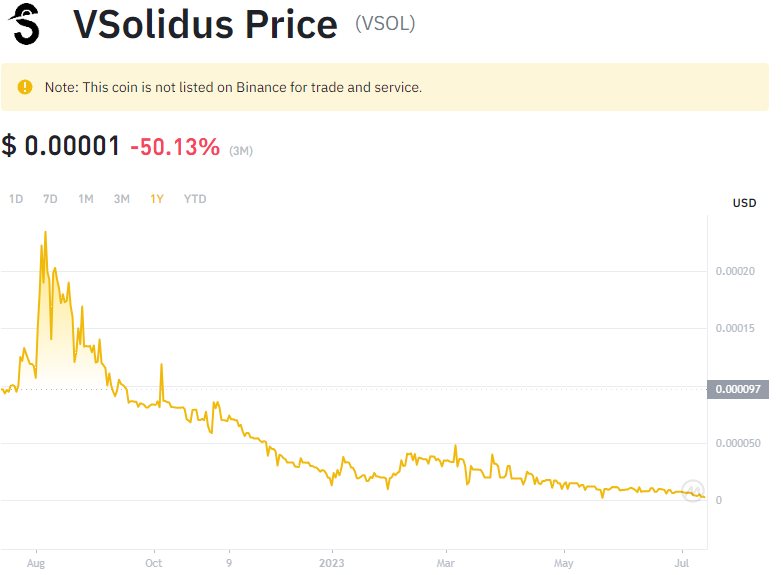 VSolidus Price (VSOL)
Note: This coin is not listed on Binance for trade and service.
$ 0.00001 -50.13% (3M)
1D 7D 1M 3M 1Y YTD
USD
0.00020
0.00015
0.000097
0.000050
0
Aug Oct 9 2023 Mar May Jul